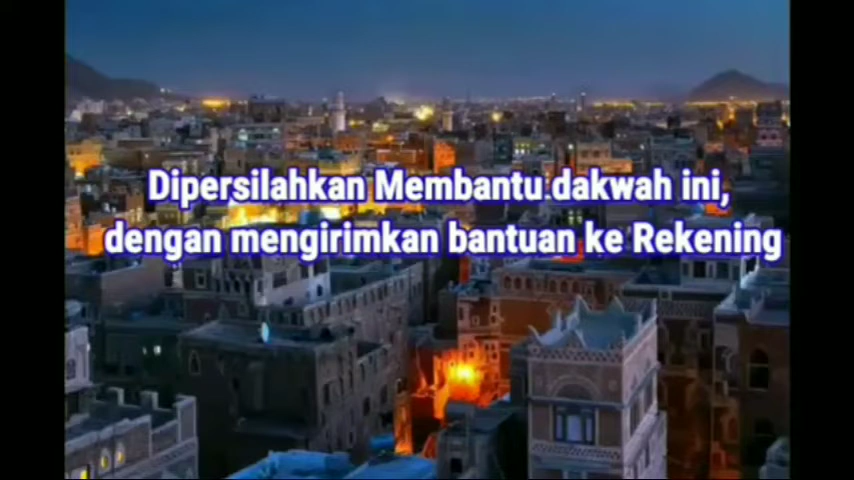 Dipersilahkan Membantu dakwah ini,
dengan mengirimkan bantuan ke Rekening